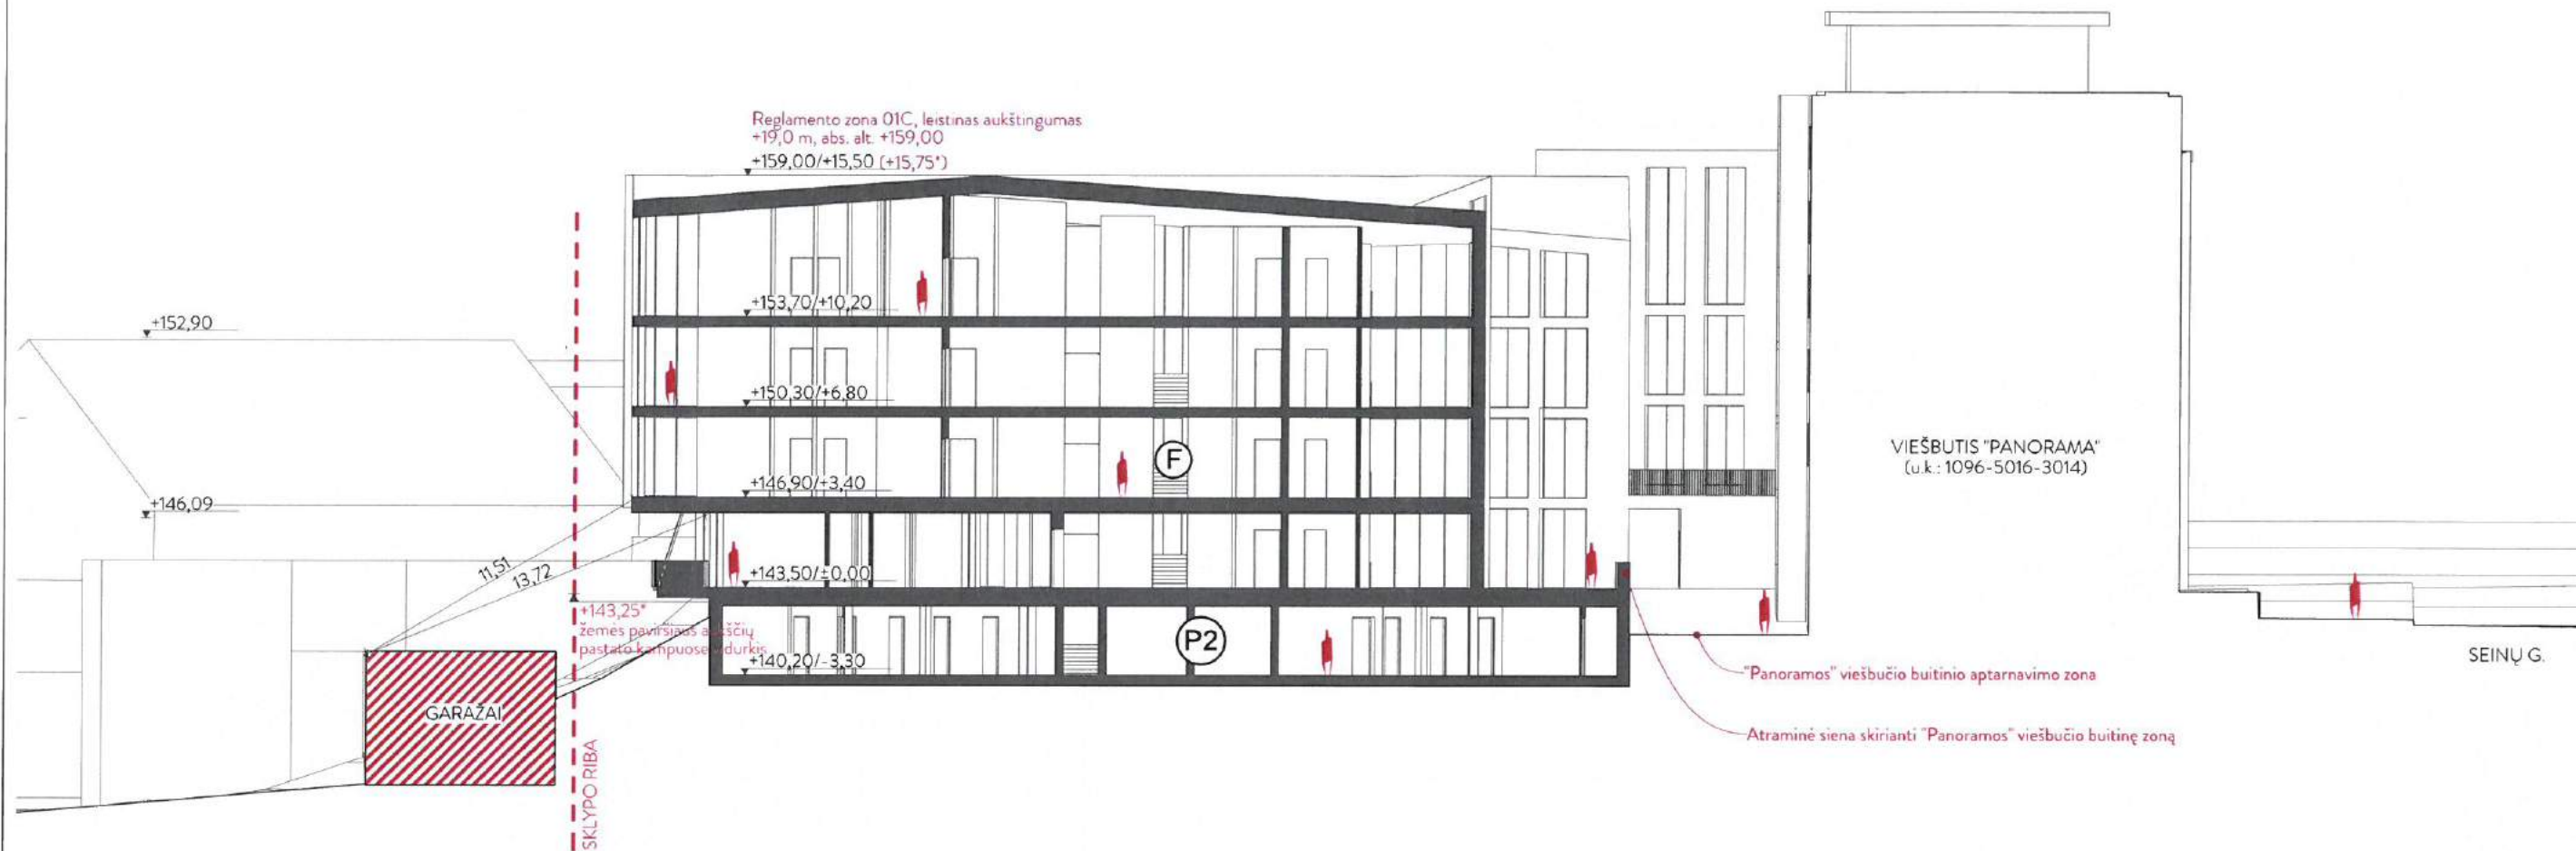 Reglamento zona 01C, leistinas aukštingumas
+19,0 m, abs. alt. +159,00
+159,00/+15,50 (+15,75*)
+153,70/+10,20
+152,90
+150,30/+6,80
VIEŠBUTIS "PANORAMA"
(u.k.: 1096-5016-3014)
F
+146,90/+3,40
+146,09
11,51
13,72
+143,50/±0,00
+143,25*
žemės paviršiaus aukščių
pastato kampuose vidurkis
P2
+140,20/-3,30
SEINŲ G.
"Panoramos" viešbučio buitinio aptarnavimo zona
GARAŽAI
Atraminė siena skirianti "Panoramos" viešbučio buitinę zoną
SKLYPO RIBA